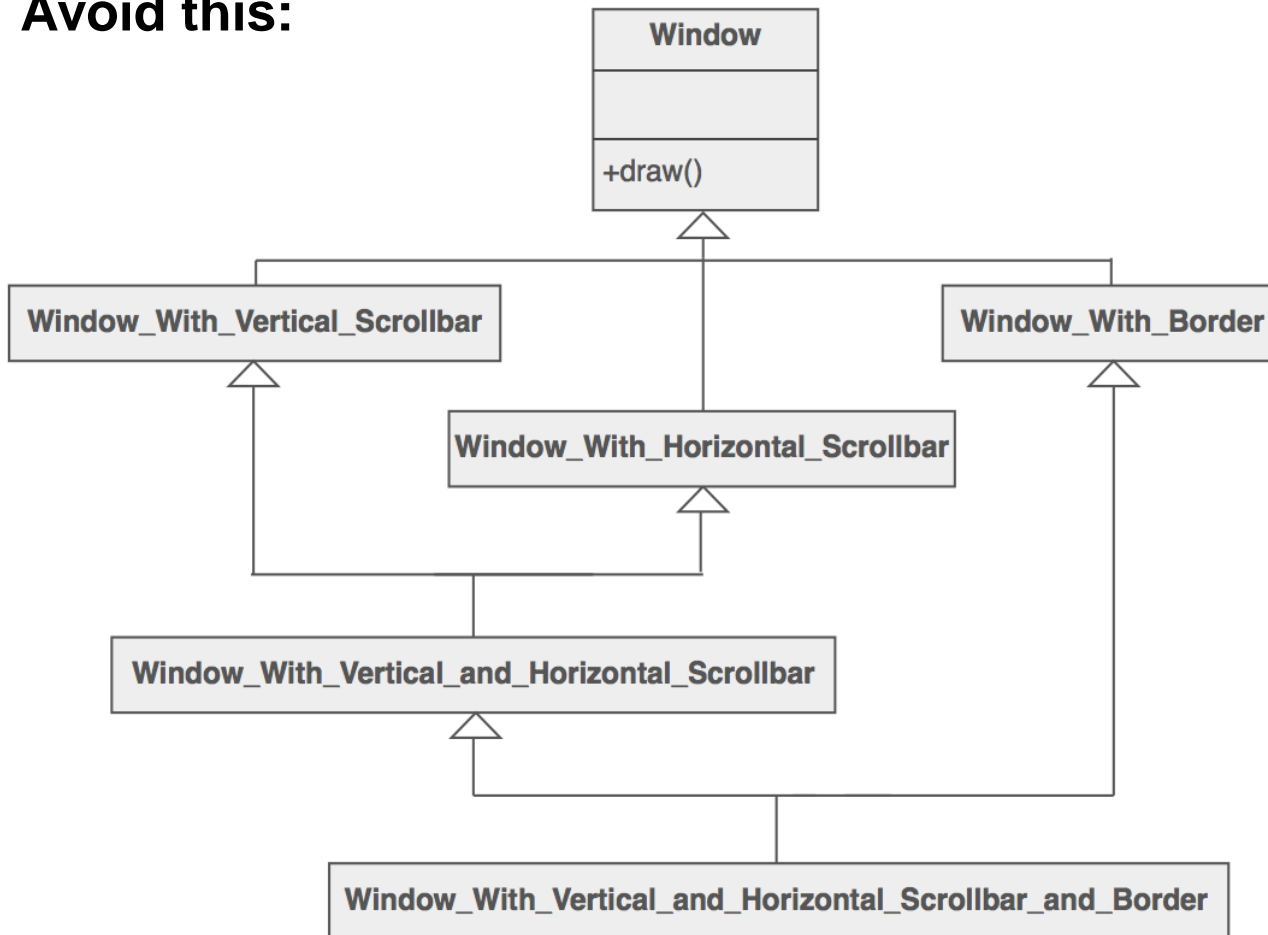 Avoid this:
Window
+draw()
Window_With_Vertical_Scrollbar
Window_With_Border
Window_With_Horizontal_Scrollbar
Window_With_Vertical_and_Horizontal_Scrollbar
Window_With_Vertical_and_Horizontal_Scrollbar_and_Border